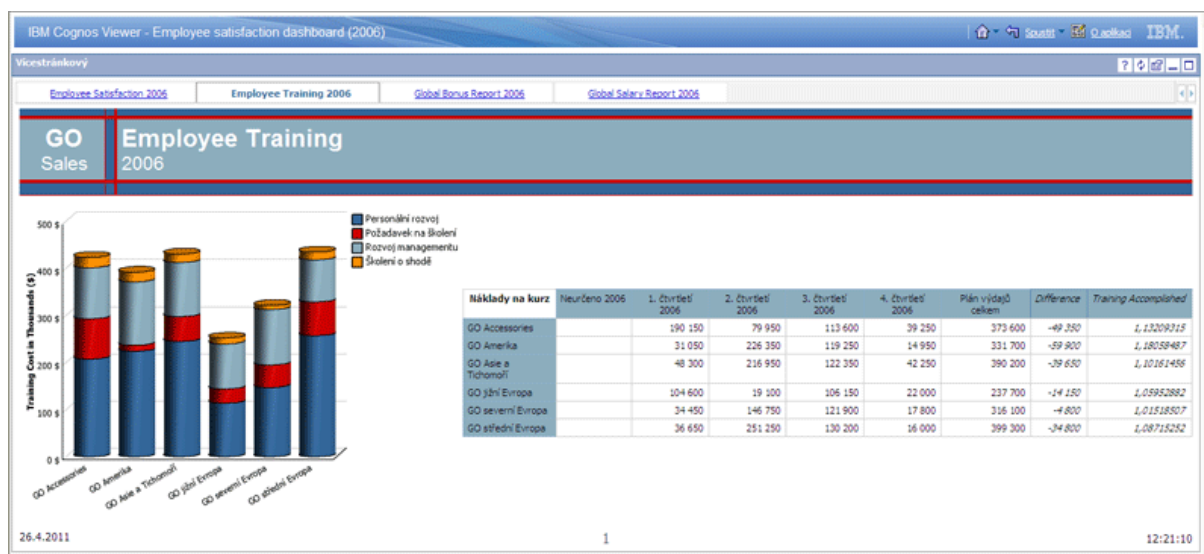 IBM Cognos Viewer - Employee satisfaction dashboard (2006)
Spustit O aplikaci IBM.
Vícestránkový
Employee Satisfaction 2006 Employee Training 2006 Global Bonus Report 2006 Global Salary Report 2006
GO Sales
Employee Training
2006
500 $
400 $
300 $
200 $
100 $
0 $
Training Cost in Thousands ($)
GO Accessories
GO Amerika
GO Asie a Tichomoří
GO jižní Evropa
GO severní Evropa
GO střední Evropa
Personální rozvoj
Požadavek na školení
Rozvoj managementu
Školení o shodě
Náklady na kurz Neurčeno 2006 1. čtvrtletí 2006 2. čtvrtletí 2006 3. čtvrtletí 2006 4. čtvrtletí 2006 Plán výdajů celkem Difference Training Accomplished
GO Accessories 190 150 79 950 113 600 39 250 373 600 -49 350 1,13209315
GO Amerika 31 050 226 350 119 250 14 950 331 700 -59 900 1,18058487
GO Asie a Tichomoří 48 300 216 950 122 350 42 250 390 200 -39 650 1,10161456
GO jižní Evropa 104 600 19 100 106 150 22 000 237 700 -14 150 1,05952882
GO severní Evropa 34 450 146 750 121 900 17 800 316 100 -4 800 1,01518507
GO střední Evropa 36 650 251 250 130 200 16 000 399 300 -34 800 1,08715252
26.4.2011 1 12:21:10